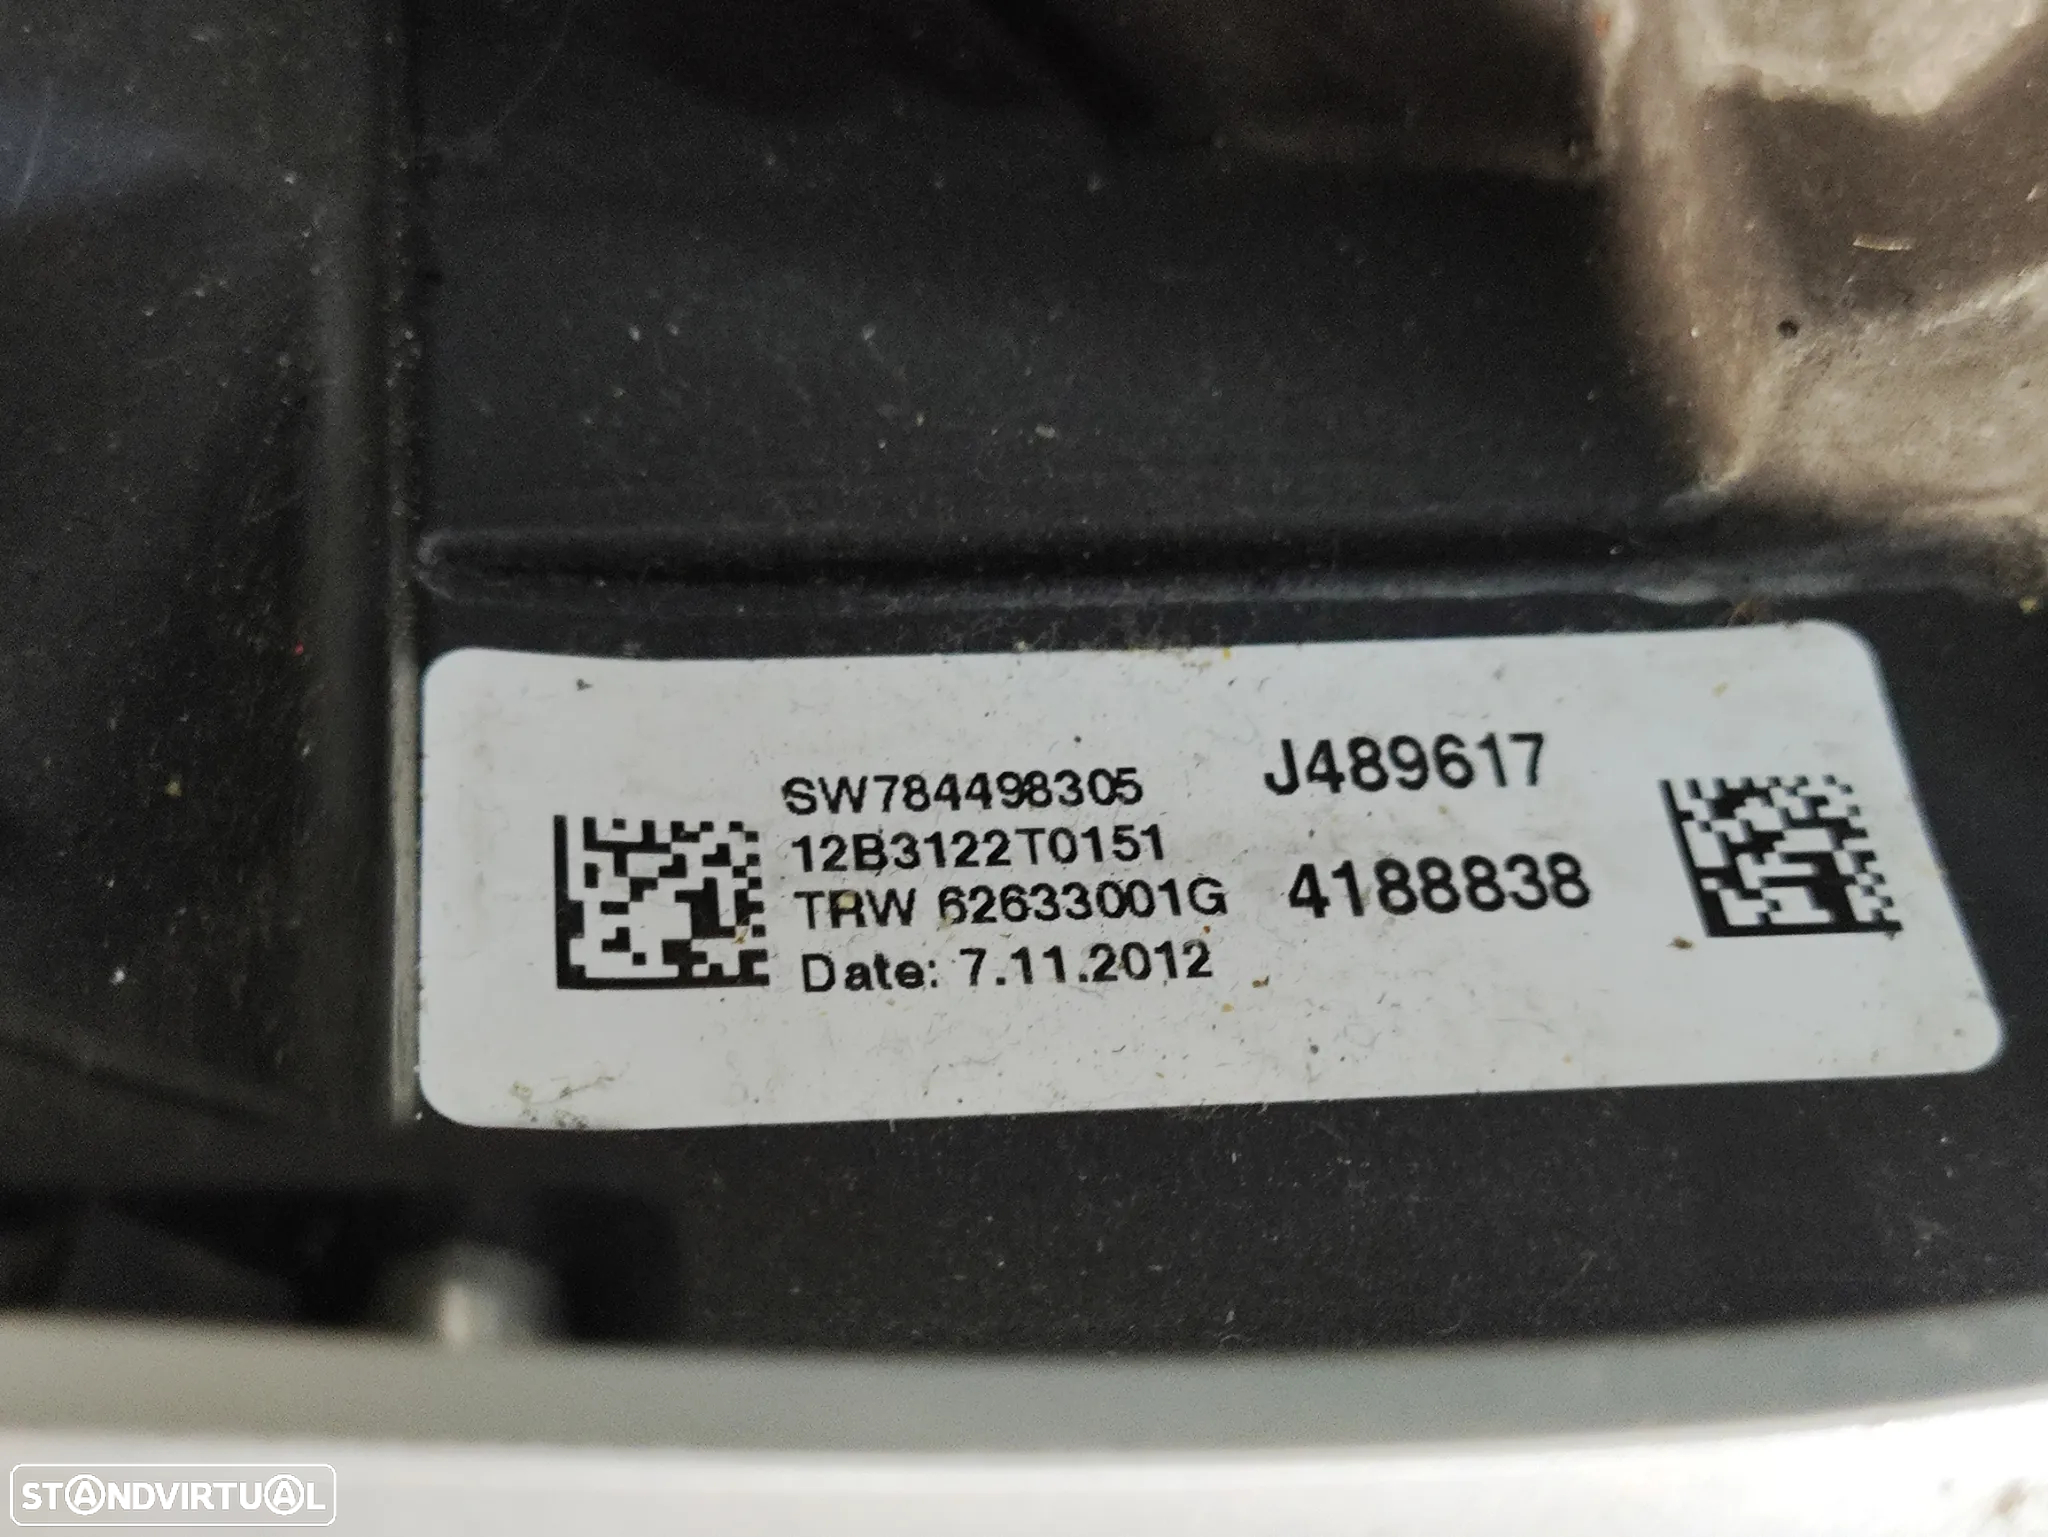 SW784498305
12B3122T0151
TRW 62633001G
Date: 7.11.2012
J489617
4188838
STANDVIRTUAL